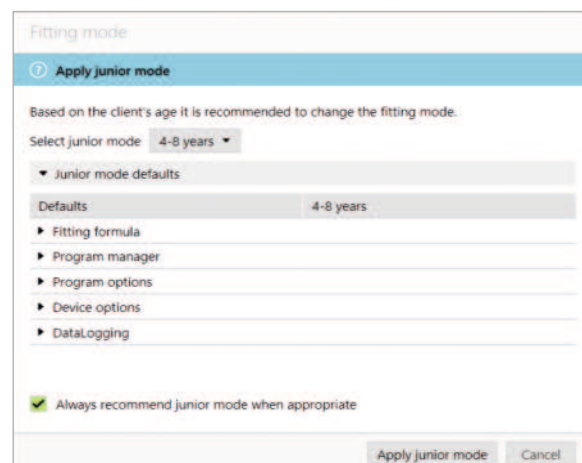 Fitting mode
? Apply junior mode
Based on the client's age it is recommended to change the fitting mode.
Select junior mode 4-8 years
Junior mode defaults
Defaults 4-8 years
Fitting formula
Program manager
Program options
Device options
DataLogging
Always recommend junior mode when appropriate
Apply junior mode Cancel